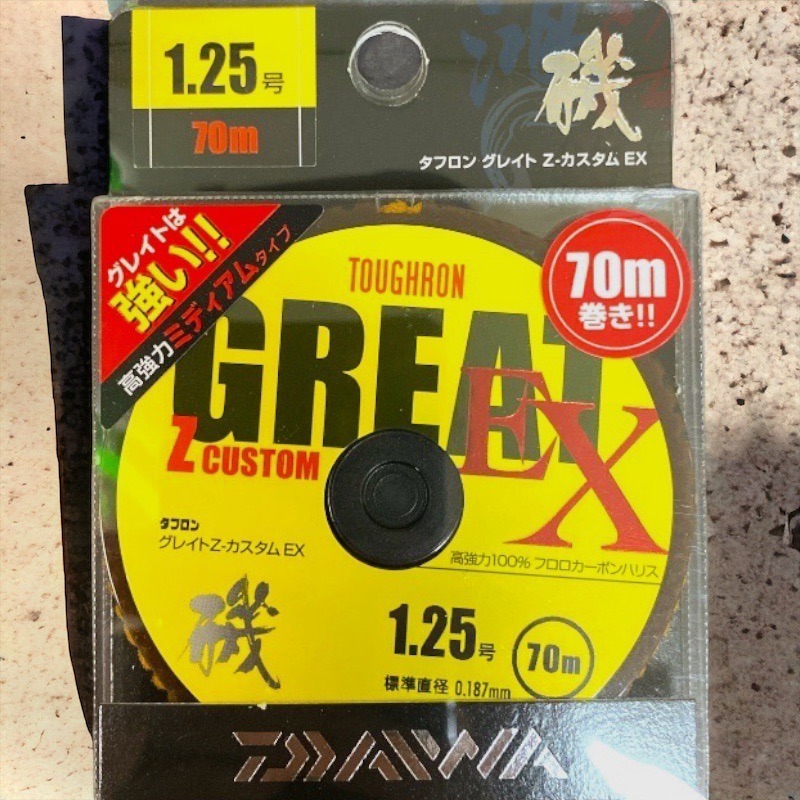 1.25号
70m
磯
タフロン グレイト Z-カスタム EX
グレイトは
強い!!
高強力ミディアムタイプ
70m
巻き!!
TOUGHRON
GREAT
EX
Z CUSTOM
タフロン
グレイトZ-カスタム EX
高強力100% フロロカーボンハリス
磯
1.25号
70m
標準直径 0.187mm
DAIWA